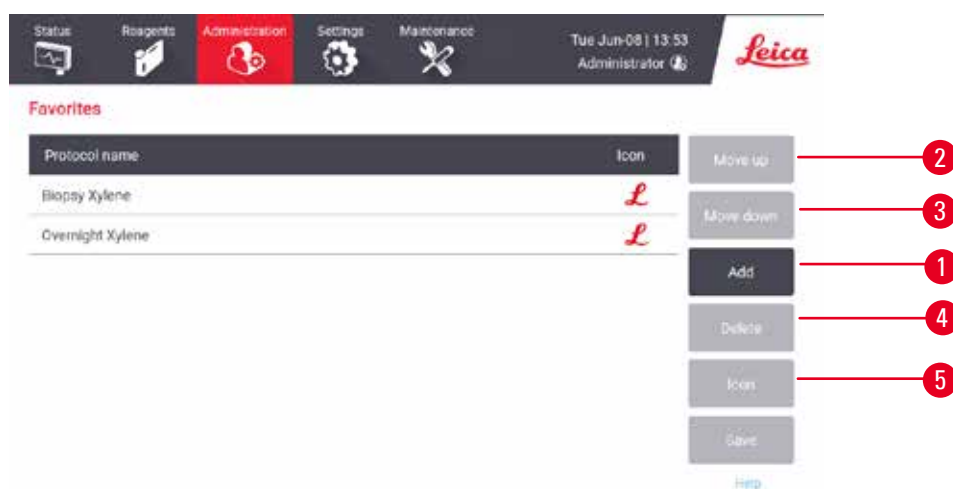 Status Reagents Administration Settings Maintenance
Tue Jun-08 | 13:53
Administrator
Leica
Favorites
Protocol name Icon
Biopsy Xylene L
Overnight Xylene L
Move up 2
Move down 3
Add 1
Delete 4
Icon 5
Save
Help